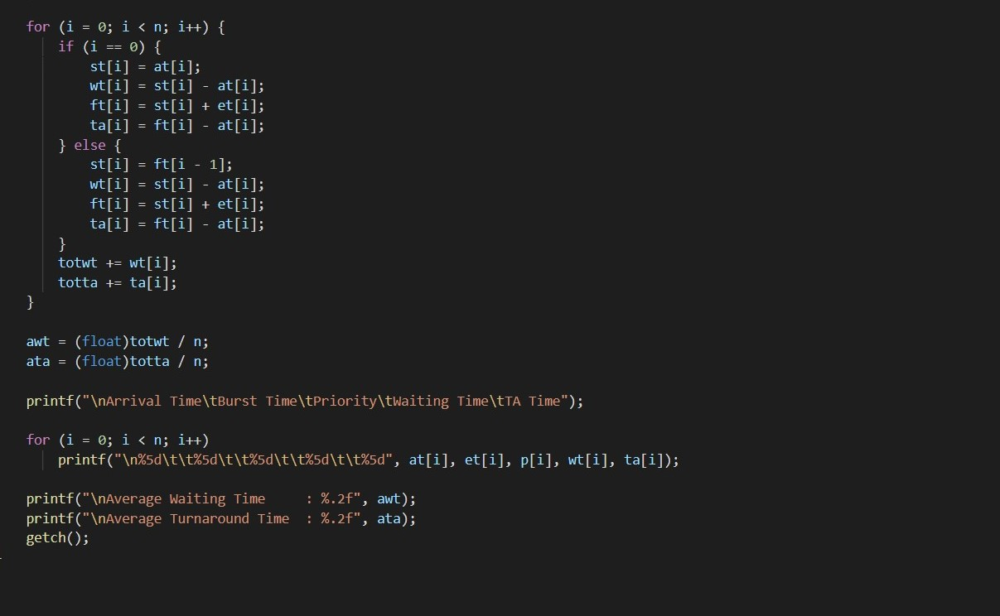 for (i = 0; i < n; i++) {
    if (i == 0) {
        st[i] = at[i];
        wt[i] = st[i] - at[i];
        ft[i] = st[i] + et[i];
        ta[i] = ft[i] - at[i];
    } else {
        st[i] = ft[i - 1];
        wt[i] = st[i] - at[i];
        ft[i] = st[i] + et[i];
        ta[i] = ft[i] - at[i];
    }
    totwt += wt[i];
    totta += ta[i];
}

awt = (float)totwt / n;
ata = (float)totta / n;

printf("\nArrival Time\tBurst Time\tPriority\tWaiting Time\tTA Time");

for (i = 0; i < n; i++)
    printf("\n%5d\t\t%5d\t\t%5d\t\t%5d\t\t%5d", at[i], et[i], p[i], wt[i], ta[i]);

printf("\nAverage Waiting Time     : %.2f", awt);
printf("\nAverage Turnaround Time  : %.2f", ata);
getch();